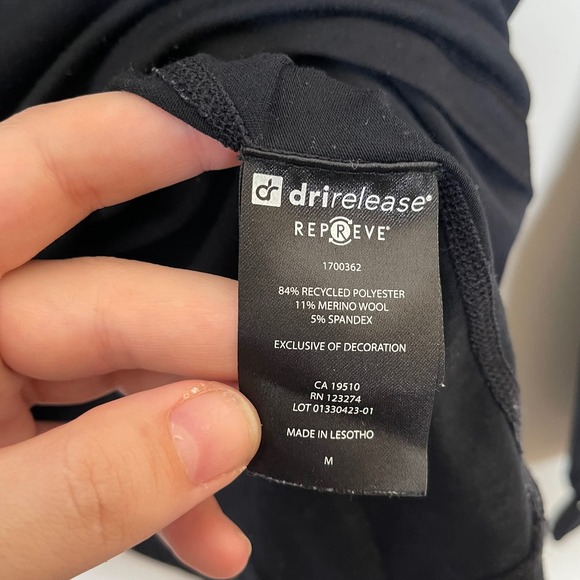 dr drirelease®
REPREVE®
1700362
84% RECYCLED POLYESTER
11% MERINO WOOL
5% SPANDEX
EXCLUSIVE OF DECORATION
CA 19510
RN 123274
LOT 01330423-01
MADE IN LESOTHO
M